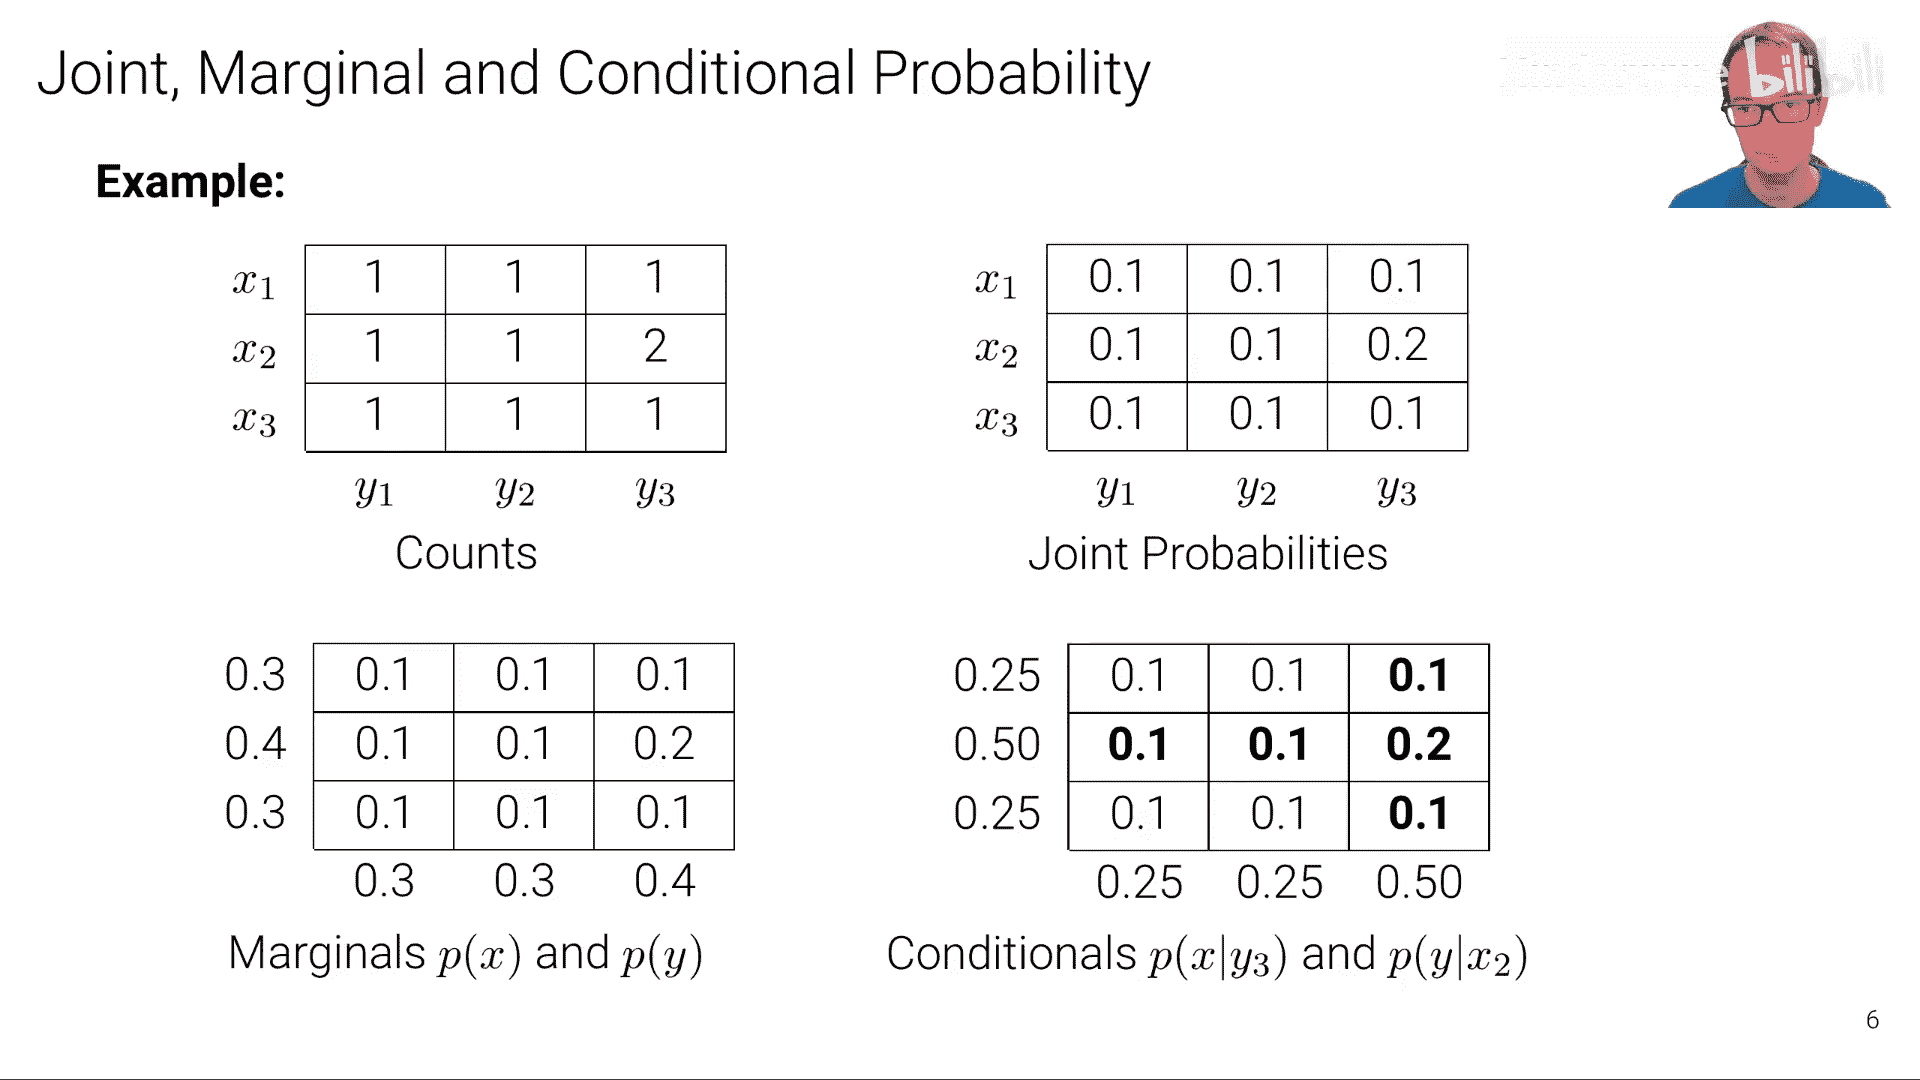 Joint, Marginal and Conditional Probability
bilibili
Example:
x1 1 1 1
x2 1 1 2
x3 1 1 1
y1 y2 y3
Counts
x1 0.1 0.1 0.1
x2 0.1 0.1 0.2
x3 0.1 0.1 0.1
y1 y2 y3
Joint Probabilities
0.3 0.1 0.1 0.1
0.4 0.1 0.1 0.2
0.3 0.1 0.1 0.1
0.3 0.3 0.4
Marginals p(x) and p(y)
0.25 0.1 0.1 0.1
0.50 0.1 0.1 0.2
0.25 0.1 0.1 0.1
0.25 0.25 0.50
Conditionals p(x|y3) and p(y|x2)
6